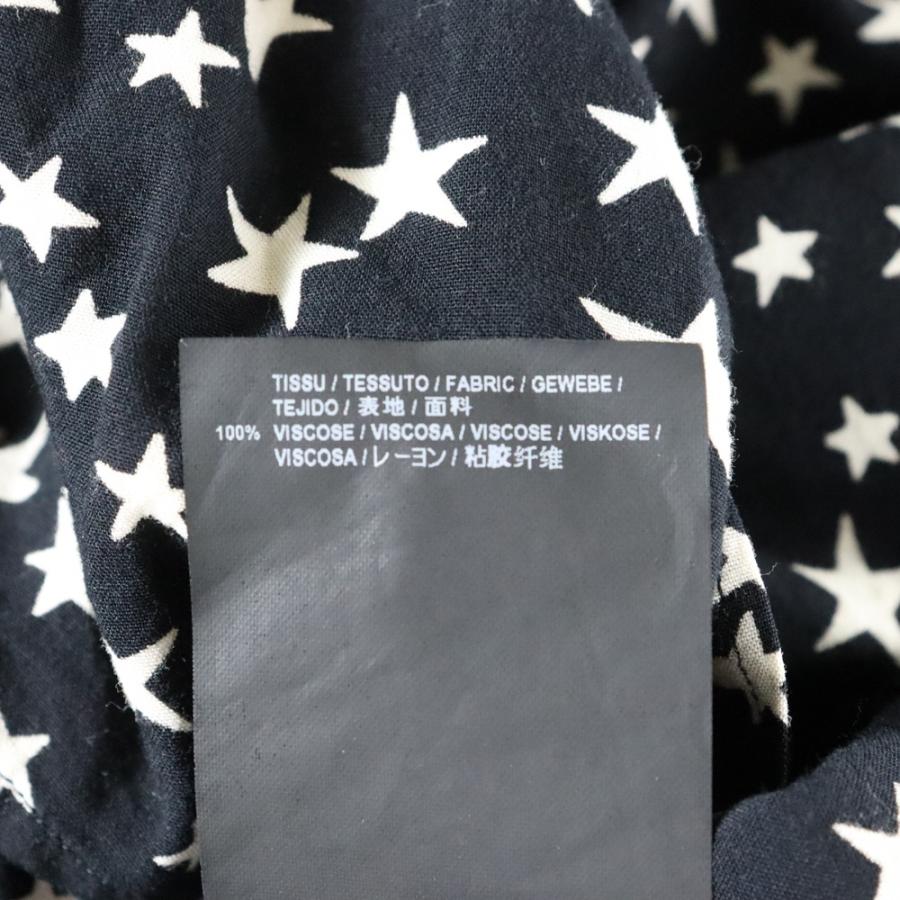 TISSU / TESSUTO / FABRIC / GEWEBE /
TEJIDO / 表地 / 面料
100% VISCOSE / VISCOSA / VISCOSE / VISKOSE /
VISCOSA / レーヨン / 粘胶纤维